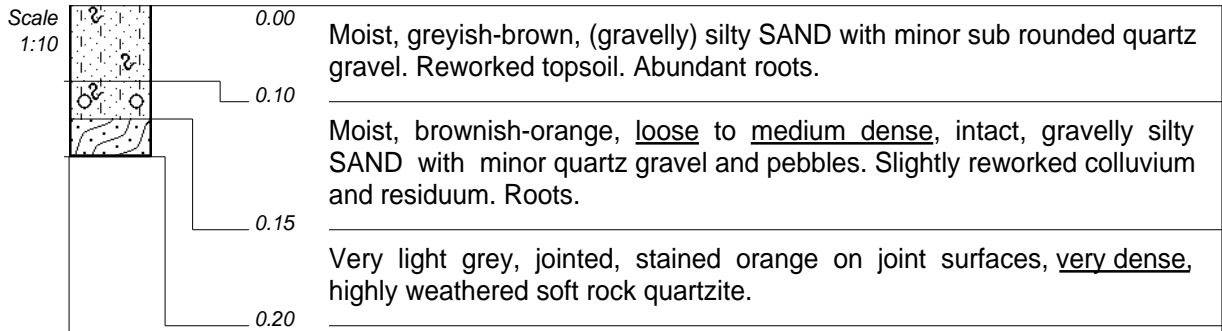 Scale
1:10
0.00
Moist, greyish-brown, (gravelly) silty SAND with minor sub rounded quartz
gravel. Reworked topsoil. Abundant roots.
0.10
Moist, brownish-orange, loose to medium dense, intact, gravelly silty
SAND with minor quartz gravel and pebbles. Slightly reworked colluvium
and residuum. Roots.
0.15
Very light grey, jointed, stained orange on joint surfaces, very dense,
highly weathered soft rock quartzite.
0.20